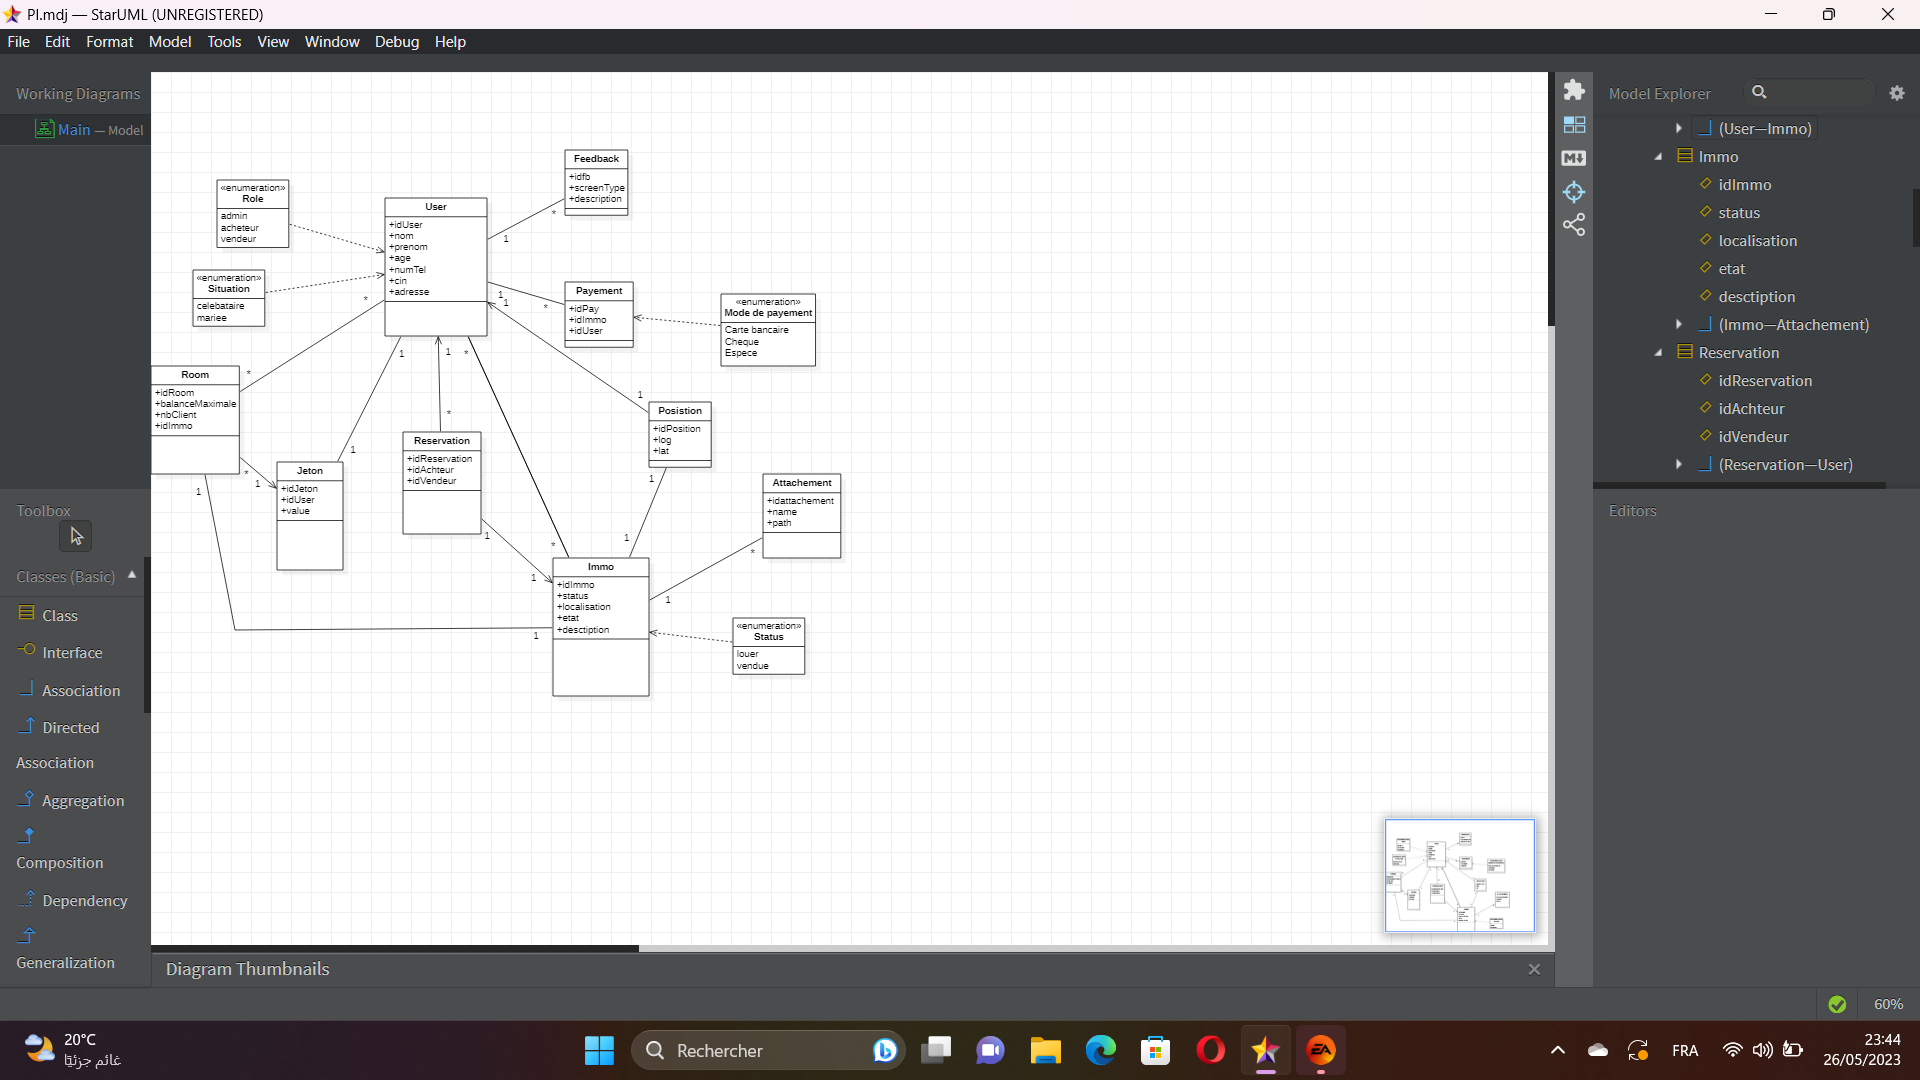 PI.mdj — StarUML (UNREGISTERED)
File Edit Format Model Tools View Window Debug Help
Working Diagrams
Main — Model
Toolbox
Classes (Basic)
Class
Interface
Association
Directed
Association
Aggregation
Composition
Dependency
Generalization
«enumeration»
Role
admin
acheteur
vendeur
«enumeration»
Situation
celebataire
mariee
User
+idUser
+nom
+prenom
+age
+numTel
+cin
+adresse
Feedback
+idfb
+screenType
+description
*
1
Payement
+idPay
+idImmo
+idUser
1
1
*
«enumeration»
Mode de payement
Carte bancaire
Cheque
Espece
*
*
1
1
*
Room
+idRoom
+balanceMaximale
+nbClient
+idImmo
*
1
1
1
Jeton
+idJeton
+idUser
+value
*
Reservation
+idReservation
+idAchteur
+idVendeur
1
1
1
Posistion
+idPosition
+log
+lat
1
1
Attachement
+idattachement
+name
+path
*
1
*
Immo
+idImmo
+status
+localisation
+etat
+desctiption
1
«enumeration»
Status
louer
vendue
Diagram Thumbnails
Model Explorer
(User—Immo)
Immo
idImmo
status
localisation
etat
desctiption
(Immo—Attachement)
Reservation
idReservation
idAchteur
idVendeur
(Reservation—User)
Editors
60%
20°C
غائم جزئيًا
Rechercher
FRA
23:44
26/05/2023